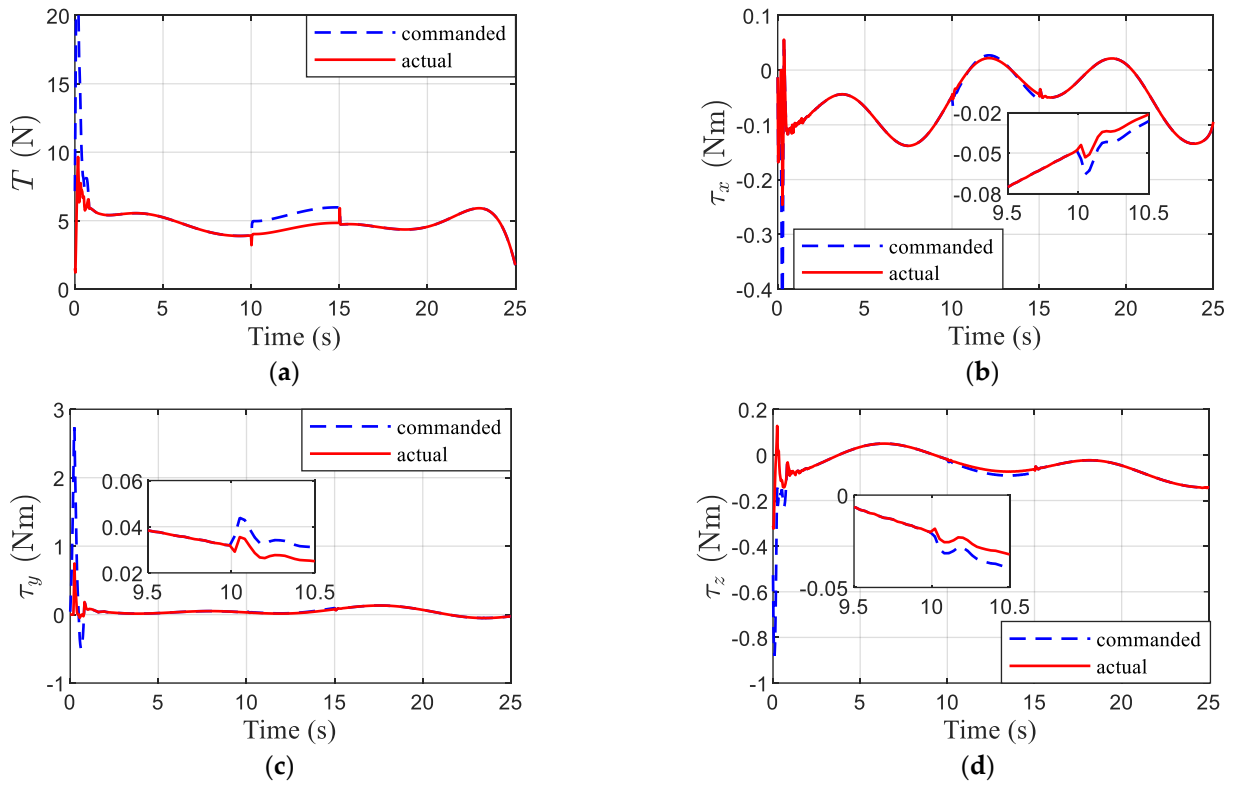 20
15
10
5
0
T (N)
commanded
actual
0 5 10 15 20 25
Time (s)
(a)
0.1
0
-0.1
-0.2
-0.3
-0.4
τx (Nm)
-0.02
-0.05
-0.08
9.5 10 10.5
commanded
actual
0 5 10 15 20 25
Time (s)
(b)
3
2
1
0
-1
τy (Nm)
commanded
actual
0.06
0.04
0.02
9.5 10 10.5
0 5 10 15 20 25
Time (s)
(c)
0.2
0
-0.2
-0.4
-0.6
-0.8
-1
τz (Nm)
0
-0.05
9.5 10 10.5
commanded
actual
0 5 10 15 20 25
Time (s)
(d)